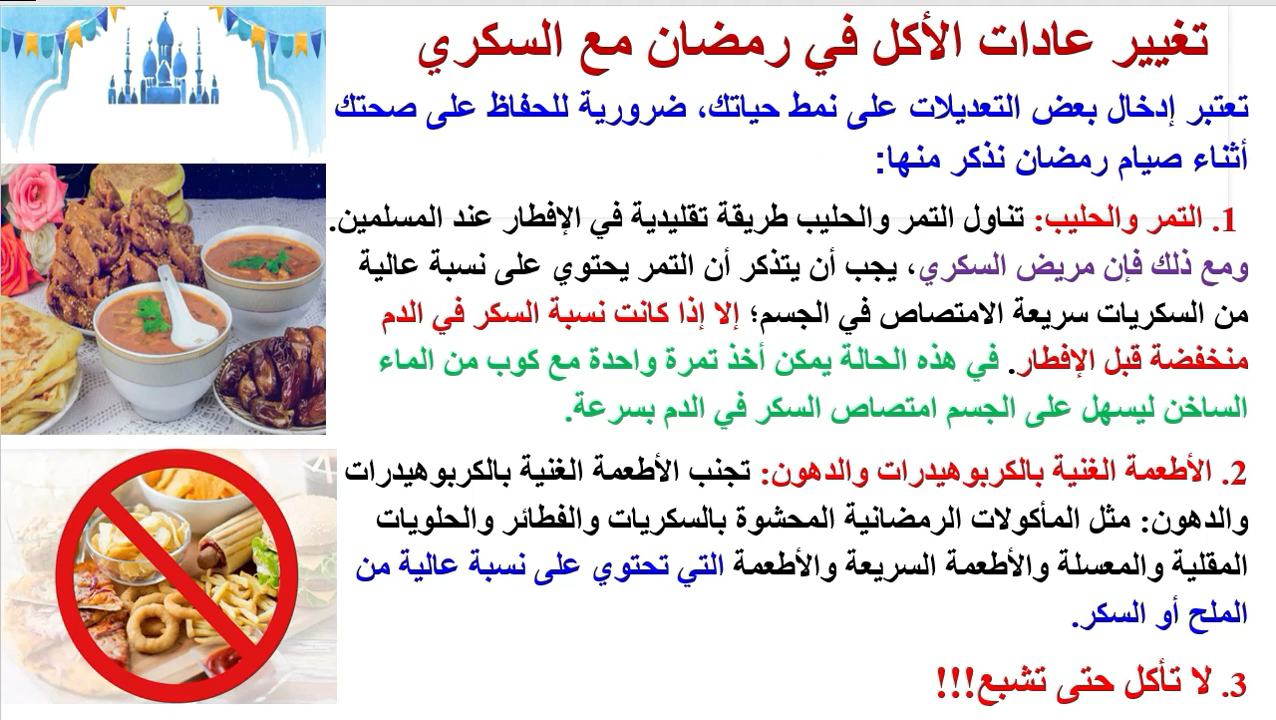 تغيير عادات الأكل في رمضان مع السكري
تعتبر إدخال بعض التعديلات على نمط حياتك، ضرورية للحفاظ على صحتك
أثناء صيام رمضان نذكر منها:
1. التمر والحليب: تناول التمر والحليب طريقة تقليدية في الإفطار عند المسلمين.
ومع ذلك فإن مريض السكري، يجب أن يتذكر أن التمر يحتوي على نسبة عالية
من السكريات سريعة الامتصاص في الجسم؛ إلا إذا كانت نسبة السكر في الدم
منخفضة قبل الإفطار. في هذه الحالة يمكن أخذ تمرة واحدة مع كوب من الماء
الساخن ليسهل على الجسم امتصاص السكر في الدم بسرعة.
2. الأطعمة الغنية بالكربوهيدرات والدهون: تجنب الأطعمة الغنية بالكربوهيدرات
والدهون: مثل المأكولات الرمضانية المحشوة بالسكريات والفطائر والحلويات
المقلية والمعسلة والأطعمة السريعة والأطعمة التي تحتوي على نسبة عالية من
الملح أو السكر.
3. لا تأكل حتى تشبع!!!